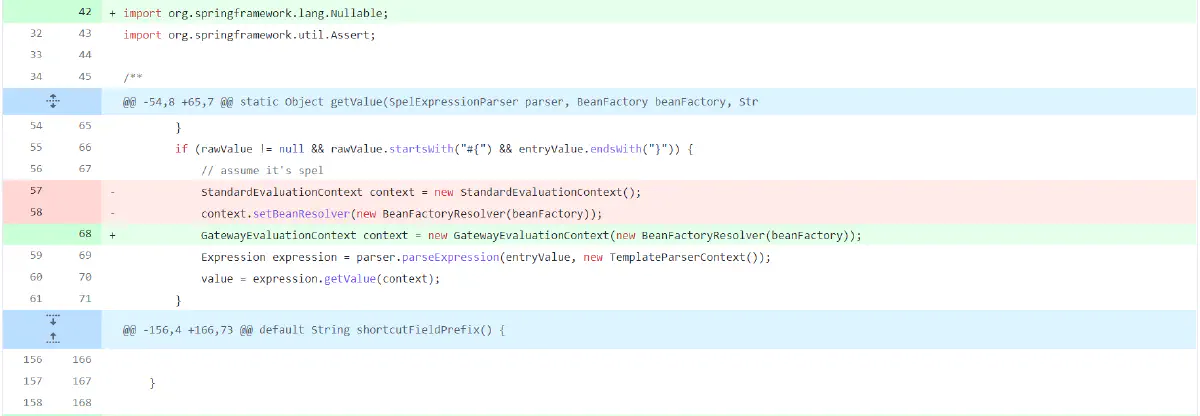 42 + import org.springframework.lang.Nullable;
32 43 import org.springframework.util.Assert;
33 44
34 45 /**
@@ -54,8 +65,7 @@ static Object getValue(SpelExpressionParser parser, BeanFactory beanFactory, Str
54 65 }
55 66 if (rawValue != null && rawValue.startsWith("#{") && entryValue.endsWith("}")) {
56 67 // assume it's spel
57 - StandardEvaluationContext context = new StandardEvaluationContext();
58 - context.setBeanResolver(new BeanFactoryResolver(beanFactory));
68 + GatewayEvaluationContext context = new GatewayEvaluationContext(new BeanFactoryResolver(beanFactory));
59 69 Expression expression = parser.parseExpression(entryValue, new TemplateParserContext());
60 70 value = expression.getValue(context);
61 71 }
@@ -156,4 +166,73 @@ default String shortcutFieldPrefix() {
156 166
157 167 }
158 168